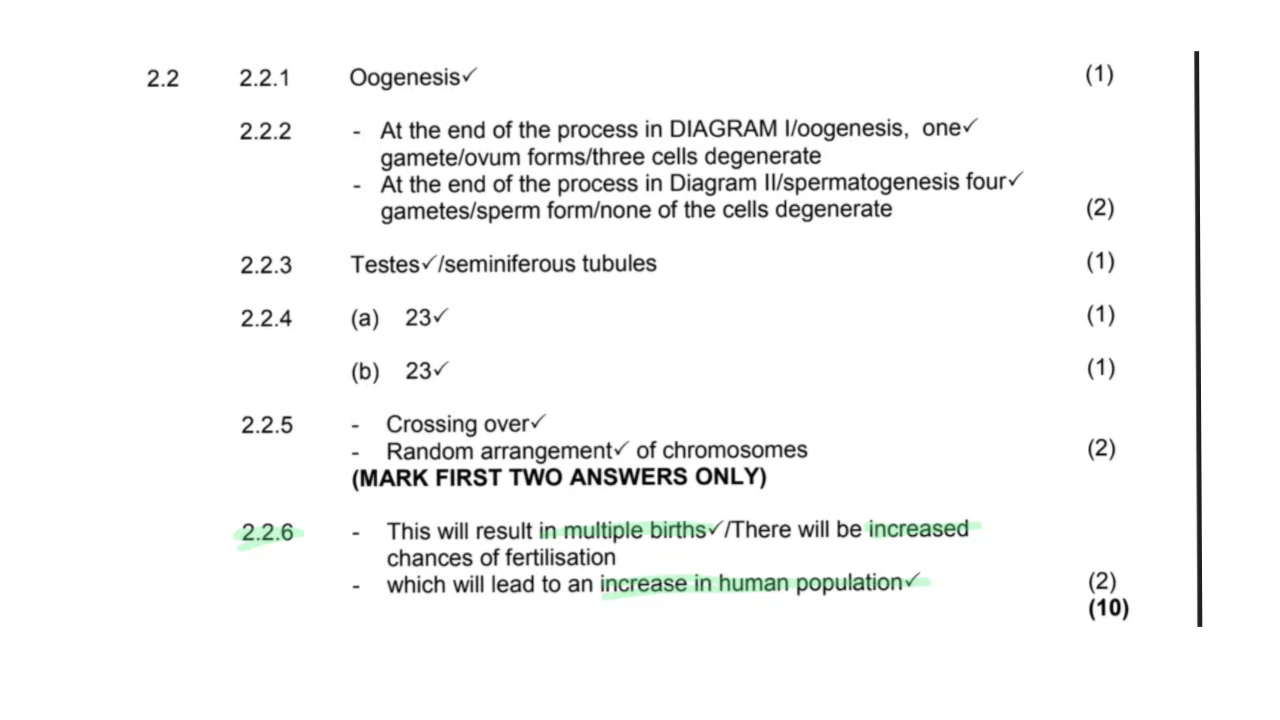 2.2 2.2.1 Oogenesis✓ (1)
2.2.2 - At the end of the process in DIAGRAM I/oogenesis, one✓
gamete/ovum forms/three cells degenerate
- At the end of the process in Diagram II/spermatogenesis four✓
gametes/sperm form/none of the cells degenerate (2)
2.2.3 Testes✓/seminiferous tubules (1)
2.2.4 (a) 23✓ (1)
(b) 23✓ (1)
2.2.5 - Crossing over✓
- Random arrangement✓ of chromosomes (2)
(MARK FIRST TWO ANSWERS ONLY)
2.2.6 - This will result in multiple births✓/There will be increased
chances of fertilisation
- which will lead to an increase in human population✓ (2)
(10)